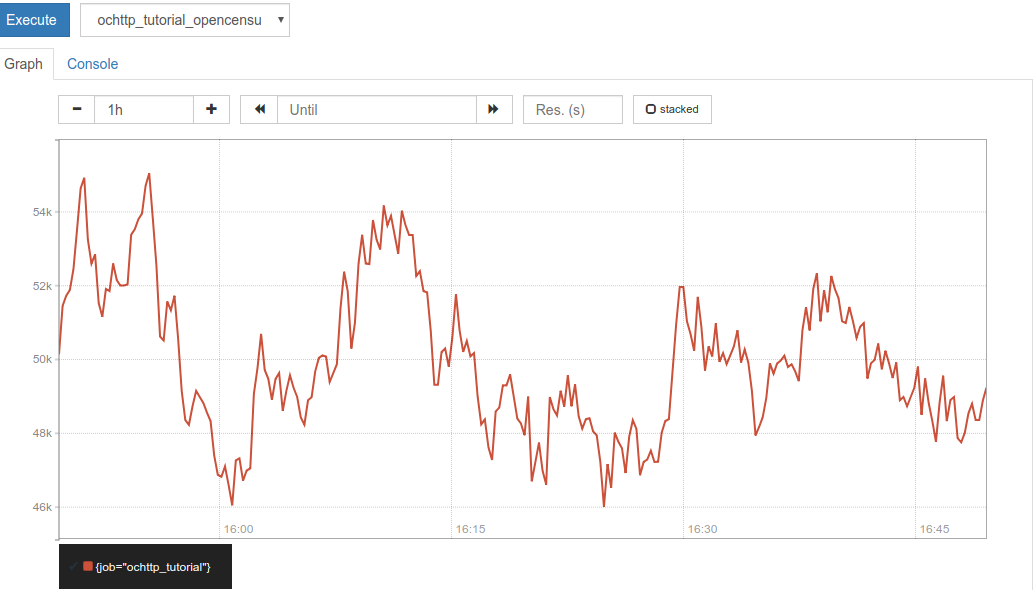 Execute ochttp_tutorial_opencensu
Graph Console
1h Until Res. (s) stacked
54k
52k
50k
48k
46k
16:00 16:15 16:30 16:45
{job="ochttp_tutorial"}